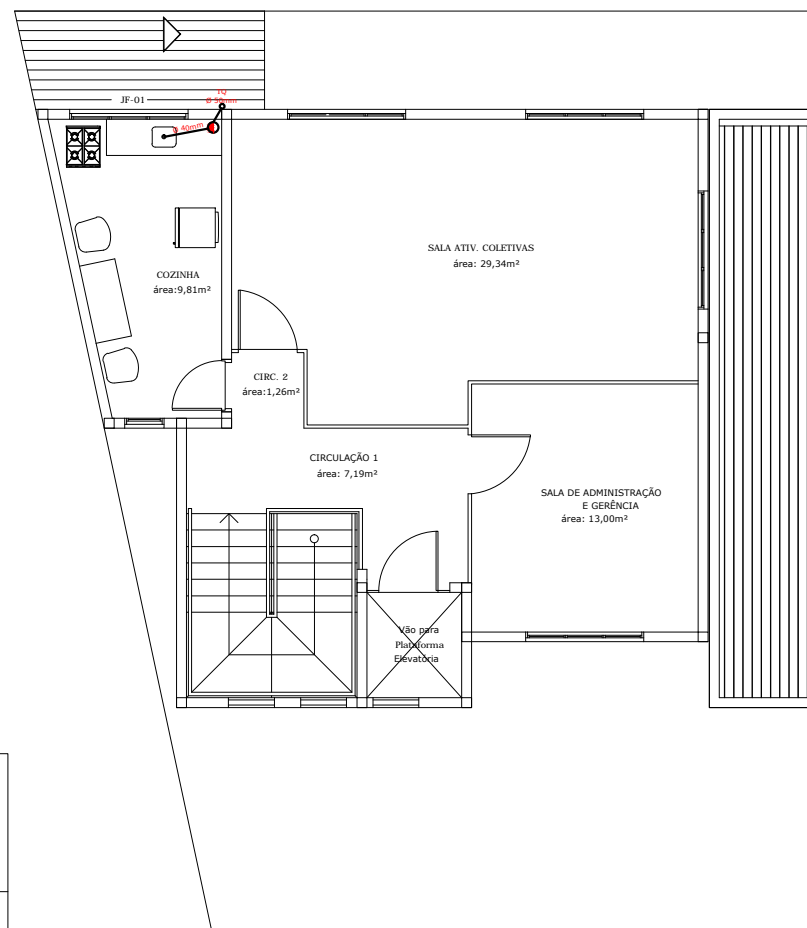 JF-01
TQ
Ø 50mm
Ø 40mm
SALA ATIV. COLETIVAS
área: 29,34m²
COZINHA
área:9,81m²
CIRC. 2
área:1,26m²
CIRCULAÇÃO 1
área: 7,19m²
SALA DE ADMINISTRAÇÃO
E GERÊNCIA
área: 13,00m²
Vão para
Plataforma
Elevatória